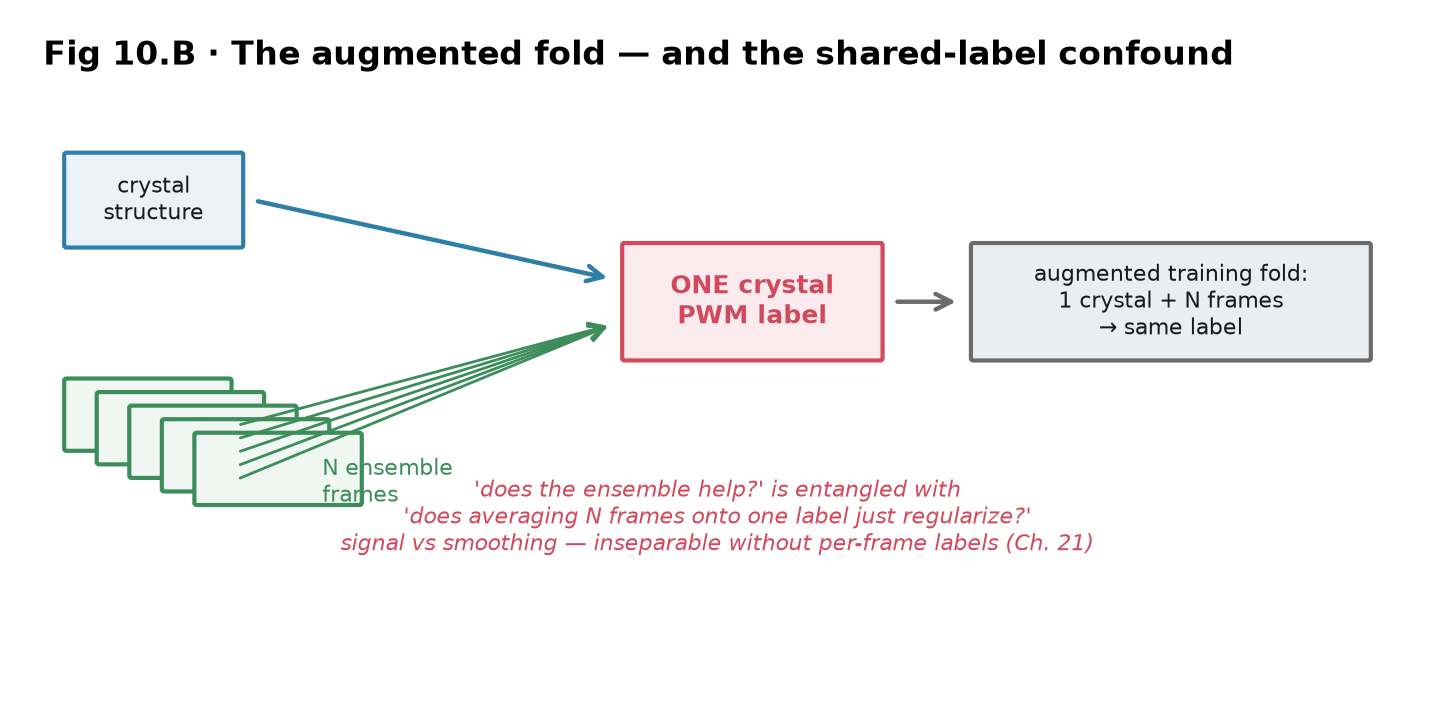 Fig 10.B · The augmented fold — and the shared-label confound
crystal
structure
ONE crystal
PWM label
augmented training fold:
1 crystal + N frames
→ same label
N ensemble
frames
'does the ensemble help?' is entangled with
'does averaging N frames onto one label just regularize?'
signal vs smoothing — inseparable without per-frame labels (Ch. 21)